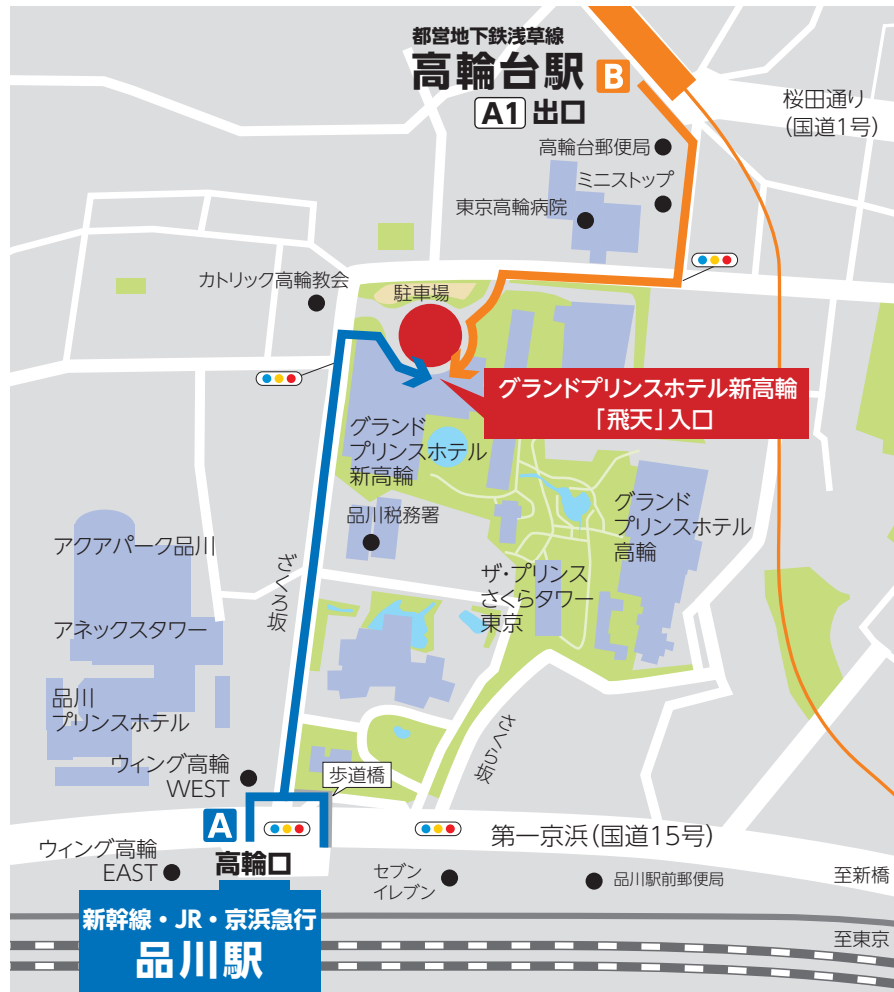 都営地下鉄浅草線
高輪台駅 B
A1 出口
桜田通り
(国道1号)
高輪台郵便局
ミニストップ
東京高輪病院
カトリック高輪教会
駐車場
グランドプリンスホテル新高輪
「飛天」入口
グランド
プリンスホテル
新高輪
品川税務署
グランド
プリンスホテル
高輪
アクアパーク品川
ざくろ坂
ザ・プリンス
さくらタワー
東京
アネックスタワー
品川
プリンスホテル
さくら坂
ウィング高輪
WEST
歩道橋
A
高輪口
第一京浜(国道15号)
ウィング高輪
EAST
セブン
イレブン
品川駅前郵便局
至新橋
至東京
新幹線・JR・京浜急行
品川駅